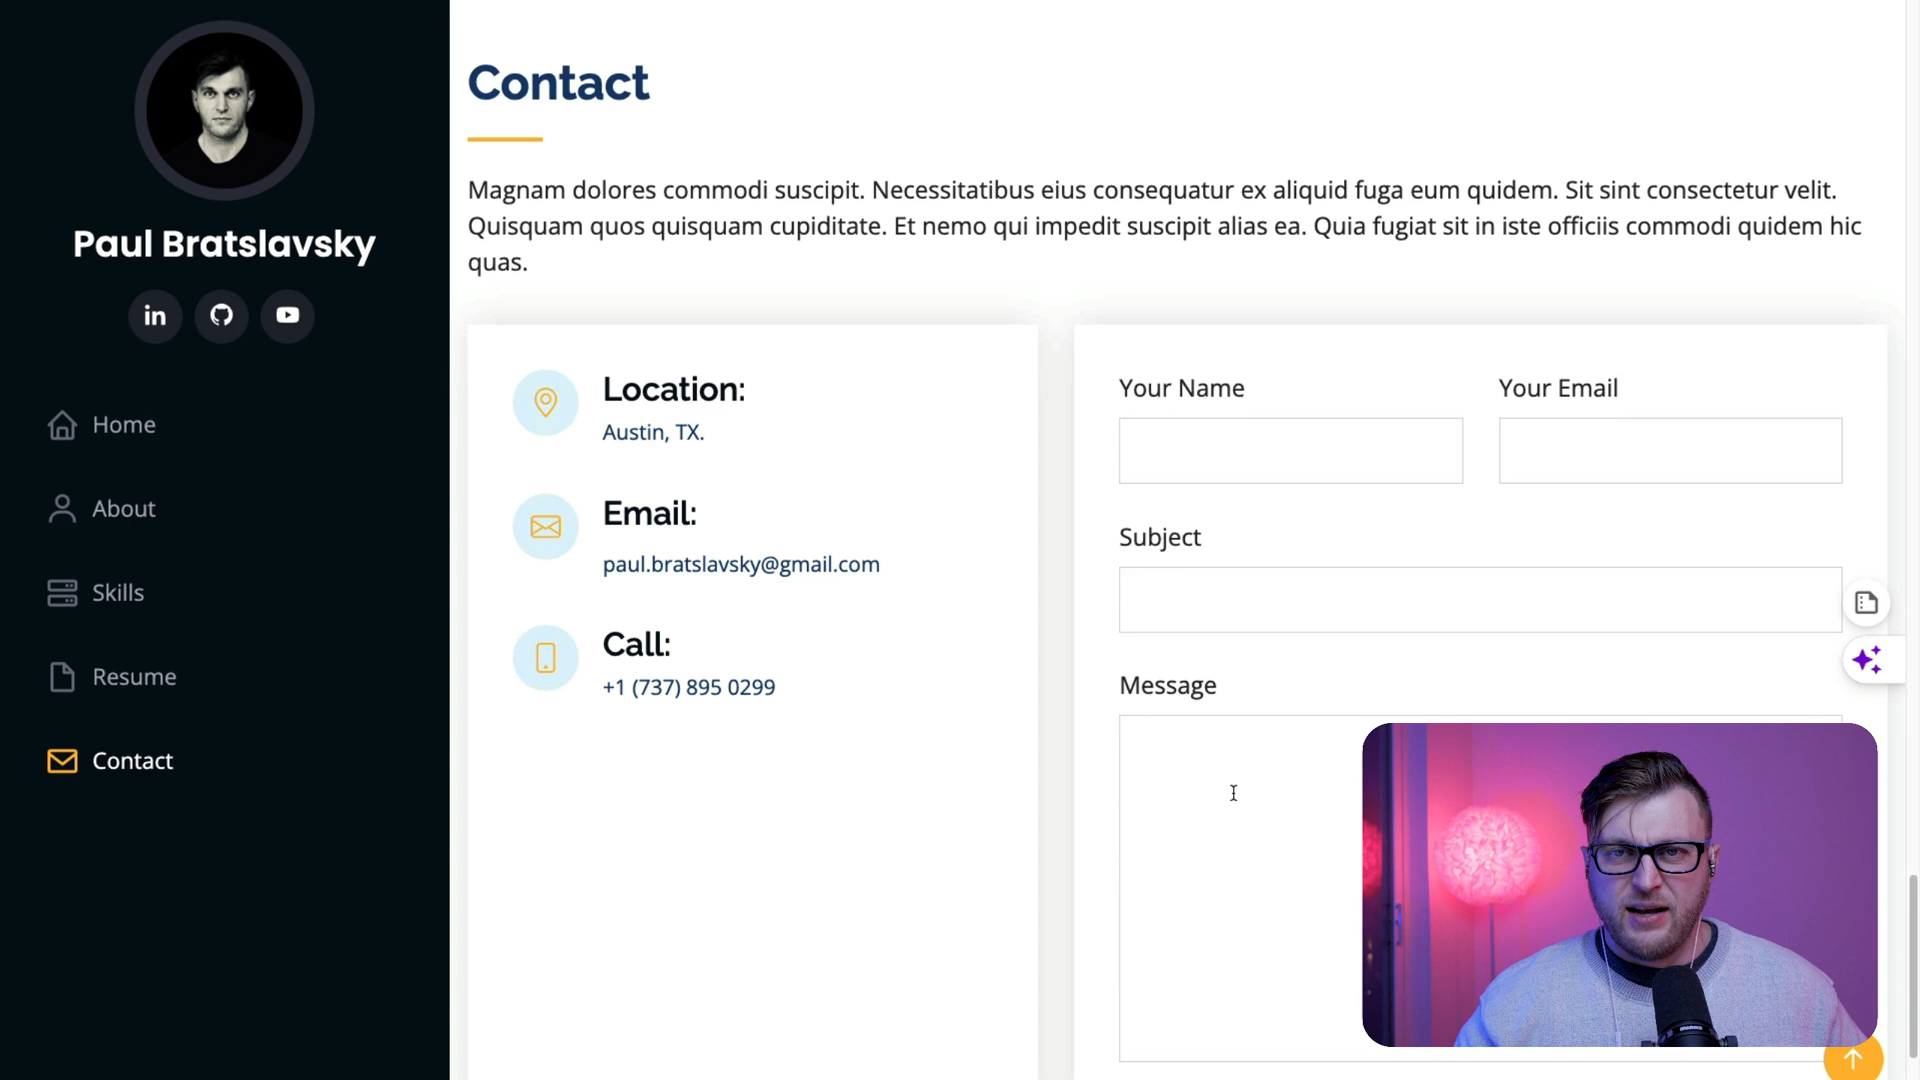 Paul Bratslavsky
in
Home
About
Skills
Resume
Contact
Contact
Magnam dolores commodi suscipit. Necessitatibus eius consequatur ex aliquid fuga eum quidem. Sit sint consectetur velit.
Quisquam quos quisquam cupiditate. Et nemo qui impedit suscipit alias ea. Quia fugiat sit in iste officiis commodi quidem hic
quas.
Location:
Austin, TX.
Email:
paul.bratslavsky@gmail.com
Call:
+1 (737) 895 0299
Your Name
Your Email
Subject
Message